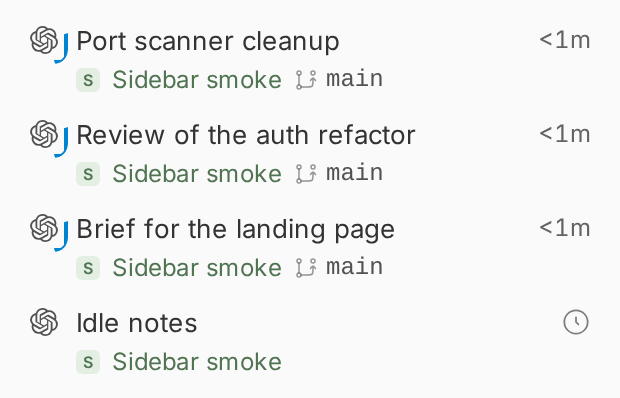 Port scanner cleanup <1m
S Sidebar smoke main
Review of the auth refactor <1m
S Sidebar smoke main
Brief for the landing page <1m
S Sidebar smoke main
Idle notes
S Sidebar smoke